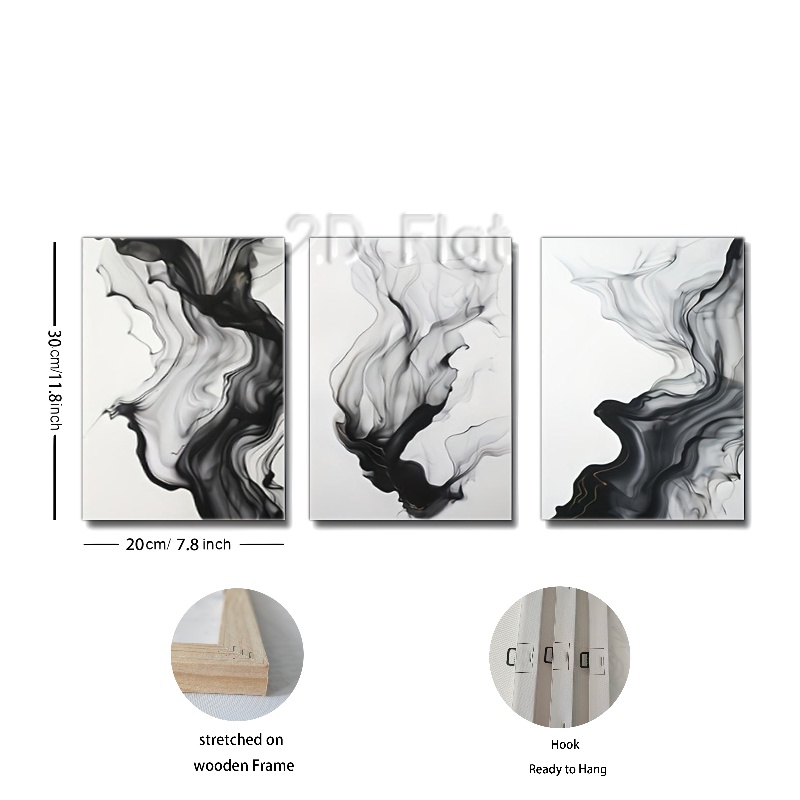 2D Flat
30cm/11.8inch
20cm/ 7.8 inch
stretched on
wooden Frame
Hook
Ready to Hang